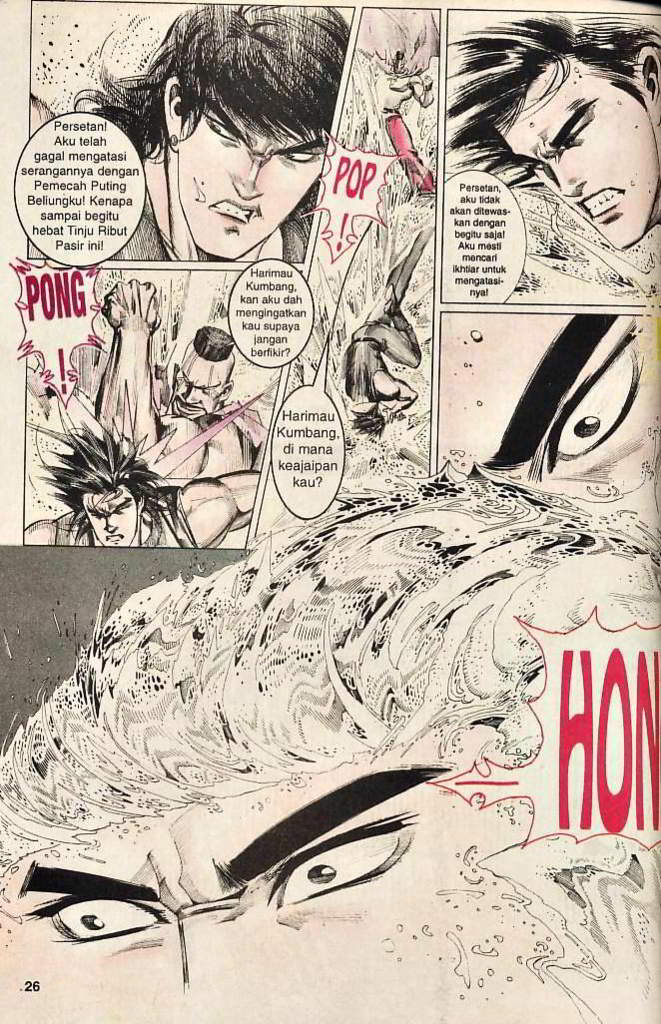 Persetan!
Aku telah
gagal mengatasi
serangannya dengan
Pemecah Puting
Beliungku! Kenapa
sampai begitu
hebat Tinju Ribut
Pasir ini!
POP
!
Persetan,
aku tidak
akan ditewas-
kan dengan
begitu saja!
Aku mesti
mencari
ikhtiar untuk
mengatasi-
nya!
PONG
!
Harimau
Kumbang,
kan aku dah
mengingatkan
kau supaya
jangan
berfikir?
Harimau
Kumbang,
di mana
keajaipan
kau?
HON
26